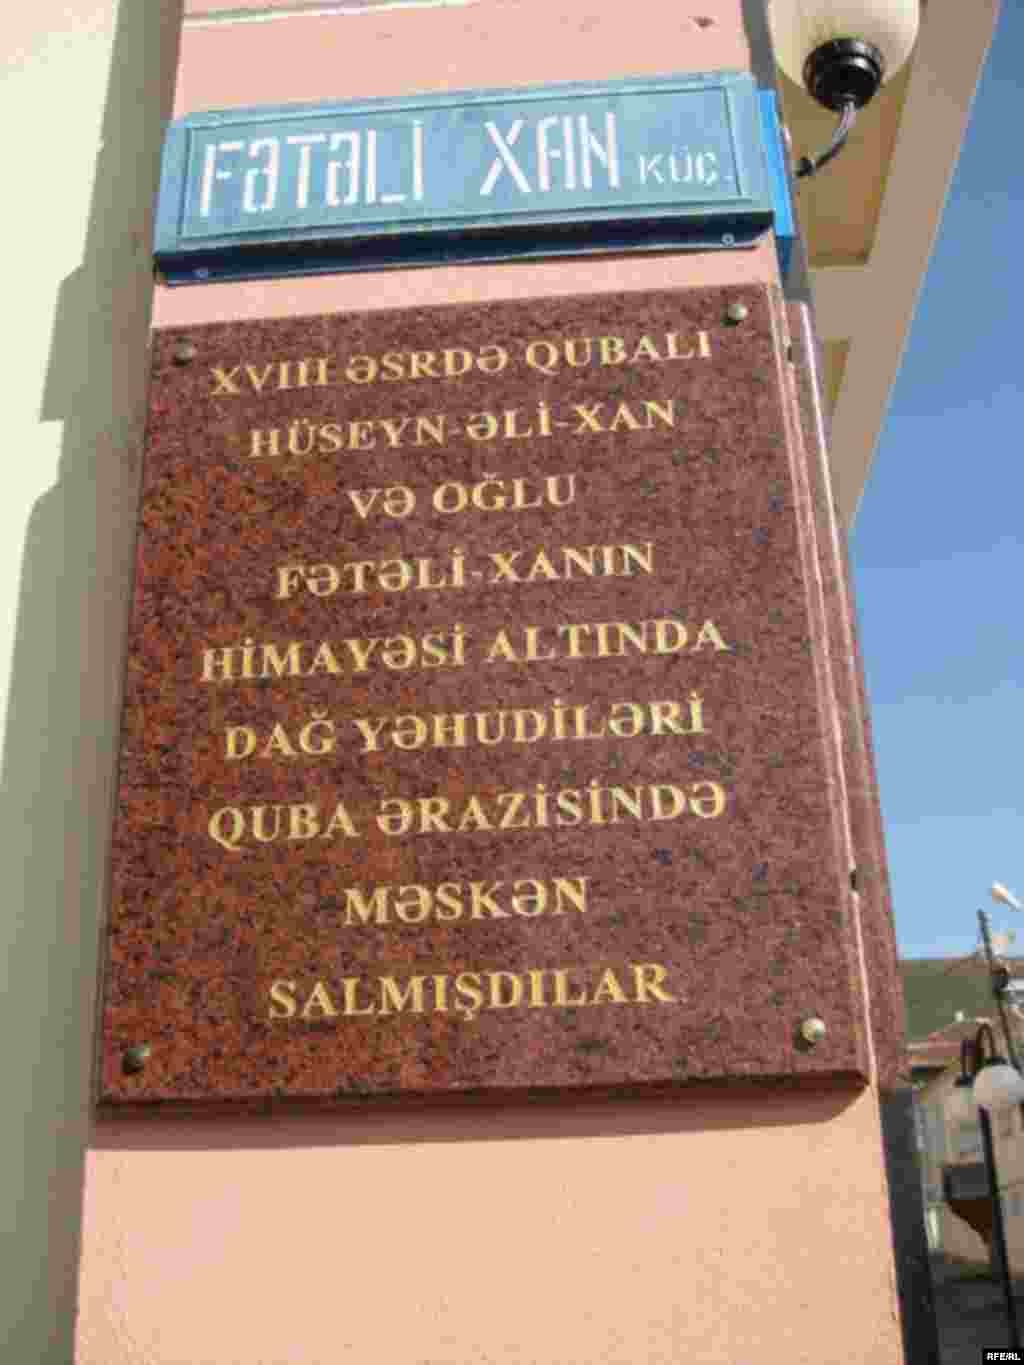 FƏTƏLİ XAN KÜÇ.
XVIII ƏSRDƏ QUBALI
HÜSEYN-ƏLİ-XAN
VƏ OĞLU
FƏTƏLİ-XANIN
HİMAYƏSİ ALTINDA
DAĞ YƏHUDİLƏRİ
QUBA ƏRAZİSİNDƏ
MƏSKƏN
SALMIŞDILAR
RFE/RL